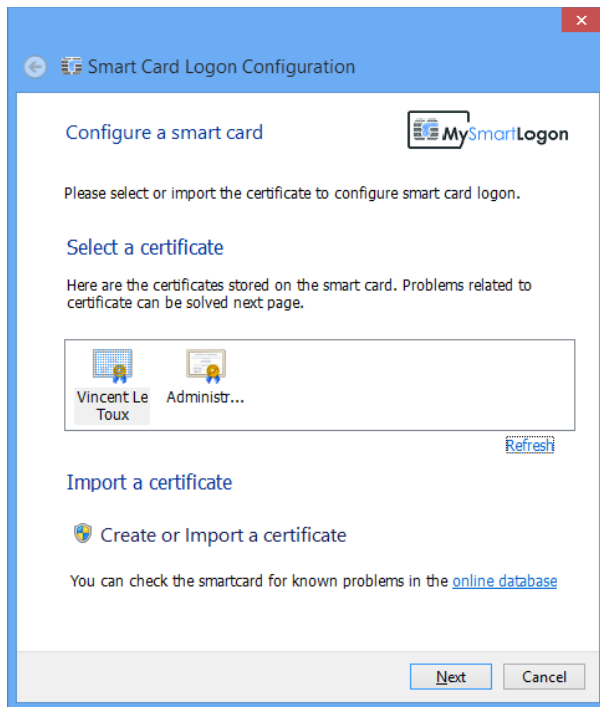 Smart Card Logon Configuration
Configure a smart card
MySmartLogon
Please select or import the certificate to configure smart card logon.
Select a certificate
Here are the certificates stored on the smart card. Problems related to
certificate can be solved next page.
Vincent Le
Toux
Administr...
Refresh
Import a certificate
Create or Import a certificate
You can check the smartcard for known problems in the online database
Next
Cancel